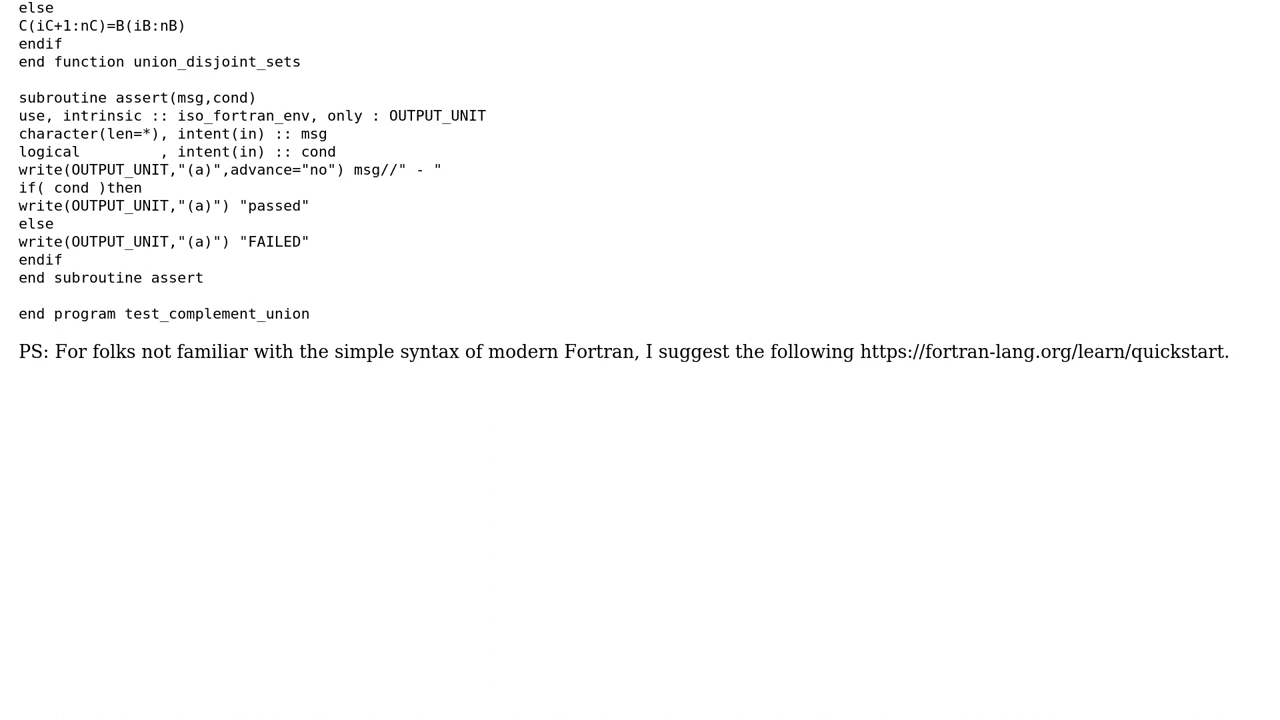 else
C(iC+1:nC)=B(iB:nB)
endif
end function union_disjoint_sets

subroutine assert(msg,cond)
use, intrinsic :: iso_fortran_env, only : OUTPUT_UNIT
character(len=*), intent(in) :: msg
logical         , intent(in) :: cond
write(OUTPUT_UNIT,"(a)",advance="no") msg//" - "
if( cond )then
write(OUTPUT_UNIT,"(a)") "passed"
else
write(OUTPUT_UNIT,"(a)") "FAILED"
endif
end subroutine assert

end program test_complement_union

PS: For folks not familiar with the simple syntax of modern Fortran, I suggest the following https://fortran-lang.org/learn/quickstart.